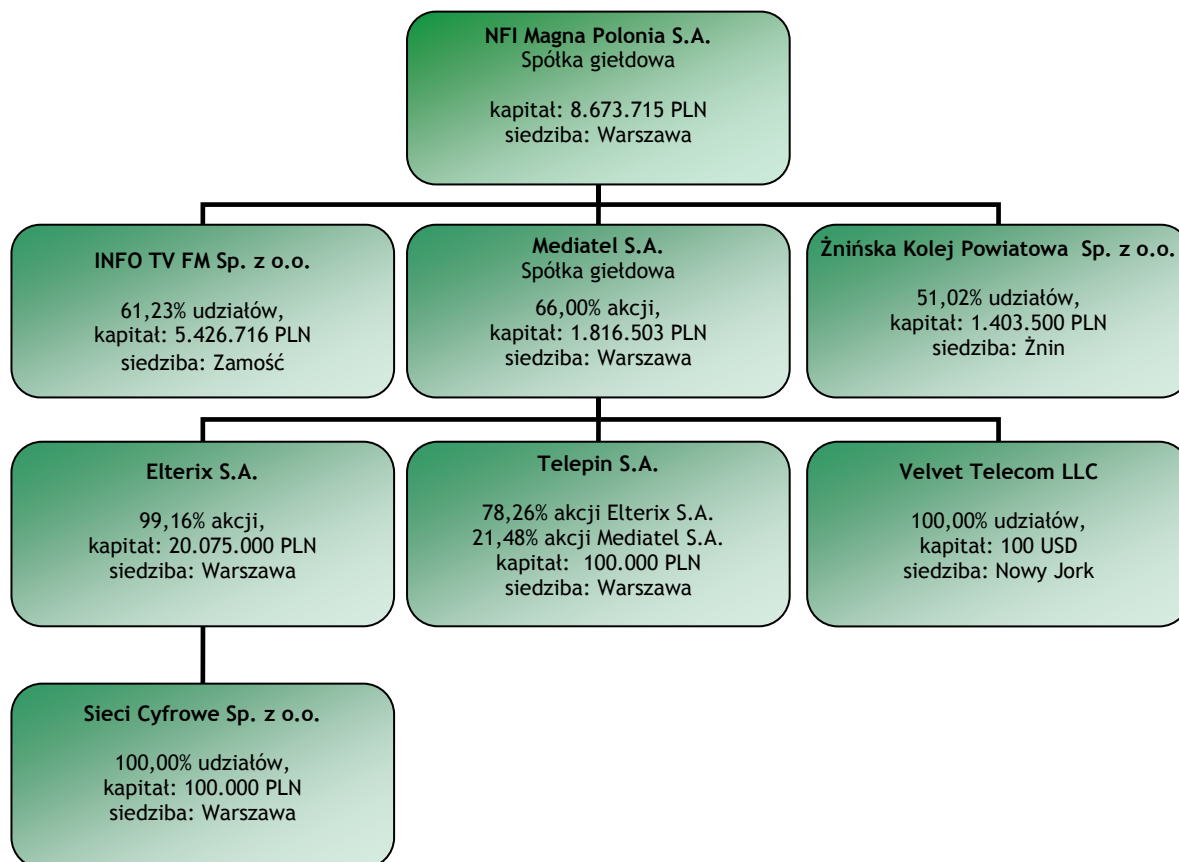 NFI Magna Polonia S.A.
Spółka giełdowa
kapitał: 8.673.715 PLN
siedziba: Warszawa
INFO TV FM Sp. z o.o.
61,23% udziałów,
kapitał: 5.426.716 PLN
siedziba: Zamość
Mediatel S.A.
Spółka giełdowa
66,00% akcji,
kapitał: 1.816.503 PLN
siedziba: Warszawa
Żnińska Kolej Powiatowa Sp. z o.o.
51,02% udziałów,
kapitał: 1.403.500 PLN
siedziba: Żnin
Elterix S.A.
99,16% akcji,
kapitał: 20.075.000 PLN
siedziba: Warszawa
Telepin S.A.
78,26% akcji Elterix S.A.
21,48% akcji Mediatel S.A.
kapitał: 100.000 PLN
siedziba: Warszawa
Velvet Telecom LLC
100,00% udziałów,
kapitał: 100 USD
siedziba: Nowy Jork
Sieci Cyfrowe Sp. z o.o.
100,00% udziałów,
kapitał: 100.000 PLN
siedziba: Warszawa